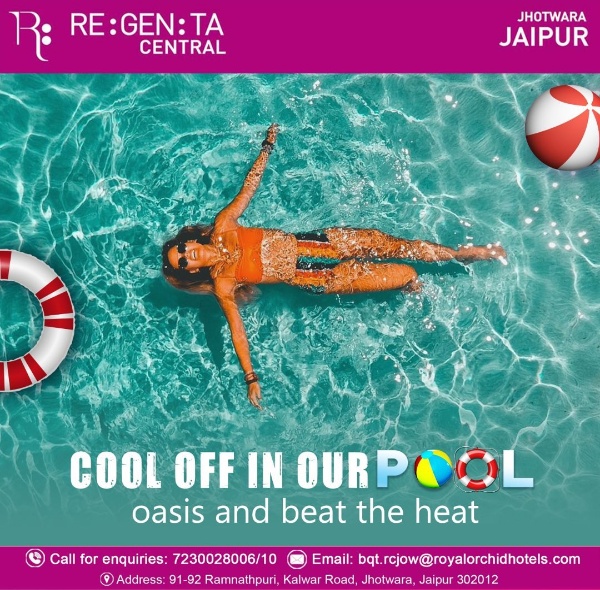 RE:GEN:TA
CENTRAL
JHOTWARA
JAIPUR
COOL OFF IN OUR POOL
oasis and beat the heat
Call for enquiries: 7230028006/10 Email: bqt.rcjow@royalorchidhotels.com
Address: 91-92 Ramnathpuri, Kalwar Road, Jhotwara, Jaipur 302012